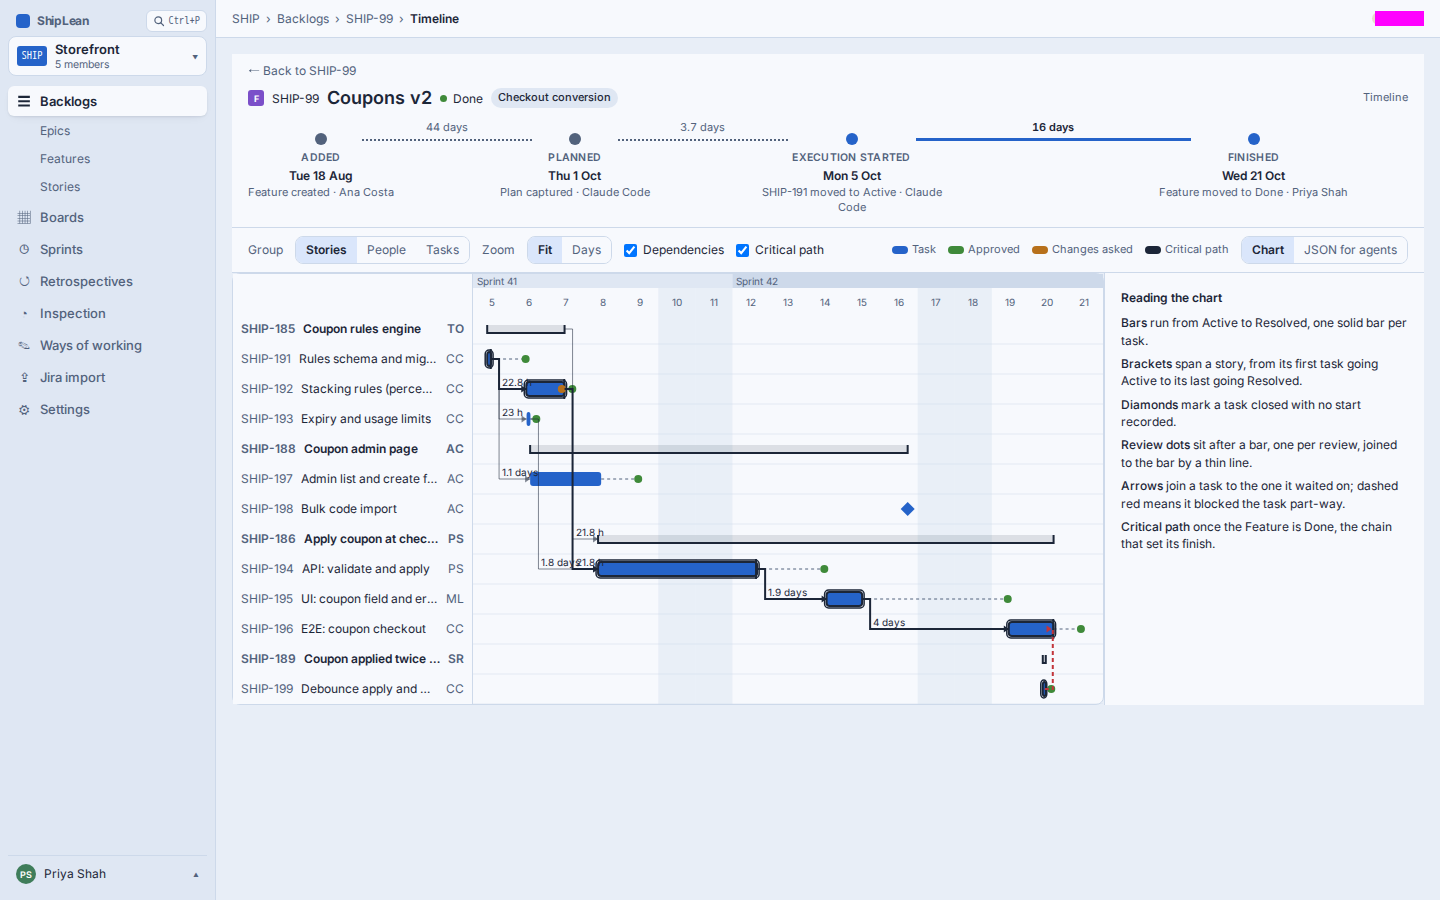 ShipLean
Ctrl+P
SHIP
Storefront
5 members
Backlogs
Epics
Features
Stories
Boards
Sprints
Retrospectives
Inspection
Ways of working
Jira import
Settings
PS Priya Shah
SHIP › Backlogs › SHIP-99 › Timeline
← Back to SHIP-99
F SHIP-99 Coupons v2 Done Checkout conversion
Timeline
44 days
3.7 days
16 days
ADDED
Tue 18 Aug
Feature created · Ana Costa
PLANNED
Thu 1 Oct
Plan captured · Claude Code
EXECUTION STARTED
Mon 5 Oct
SHIP-191 moved to Active · Claude
Code
FINISHED
Wed 21 Oct
Feature moved to Done · Priya Shah
Group Stories People Tasks Zoom Fit Days Dependencies Critical path
Task Approved Changes asked Critical path Chart JSON for agents
Sprint 41 Sprint 42
5 6 7 8 9 10 11 12 13 14 15 16 17 18 19 20 21
SHIP-185 Coupon rules engine TO
SHIP-191 Rules schema and mig... CC
SHIP-192 Stacking rules (perce... CC
22.8
SHIP-193 Expiry and usage limits CC
23 h
SHIP-188 Coupon admin page AC
SHIP-197 Admin list and create f... AC
1.1 days
SHIP-198 Bulk code import AC
SHIP-186 Apply coupon at chec... PS
21.8 h
SHIP-194 API: validate and apply PS
1.8 days
21.8
SHIP-195 UI: coupon field and er... ML
1.9 days
SHIP-196 E2E: coupon checkout CC
4 days
SHIP-189 Coupon applied twice ... SR
SHIP-199 Debounce apply and ... CC
Reading the chart
Bars run from Active to Resolved, one solid bar per
task.
Brackets span a story, from its first task going
Active to its last going Resolved.
Diamonds mark a task closed with no start
recorded.
Review dots sit after a bar, one per review, joined
to the bar by a thin line.
Arrows join a task to the one it waited on; dashed
red means it blocked the task part-way.
Critical path once the Feature is Done, the chain
that set its finish.